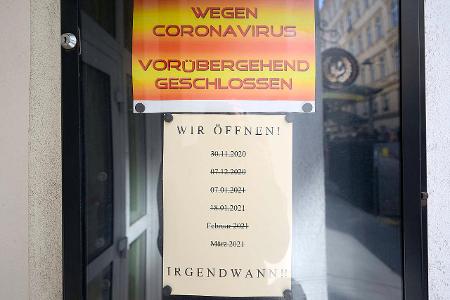 WEGEN
CORONAVIRUS
VORÜBERGEHEND
GESCHLOSSEN
WIR ÖFFNEN!
30.11.2020
07.12.2020
07.01.2021
18.01.2021
Februar 2021
März 2021
IRGENDWANN!!